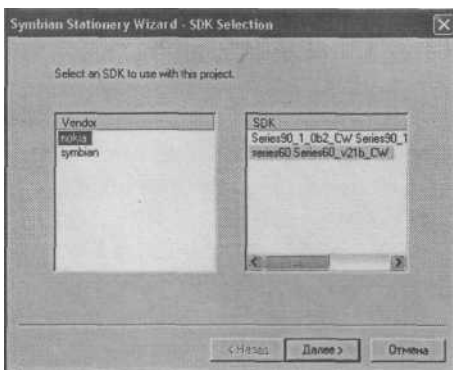 Symbian Stationery Wizard - SDK Selection
Select an SDK to use with this project.
Vendor
nokia
symbian
SDK
Series90_1_0b2_CW Series90_1
series60 Series60_v21b_CW
< Назад
Далее >
Отмена